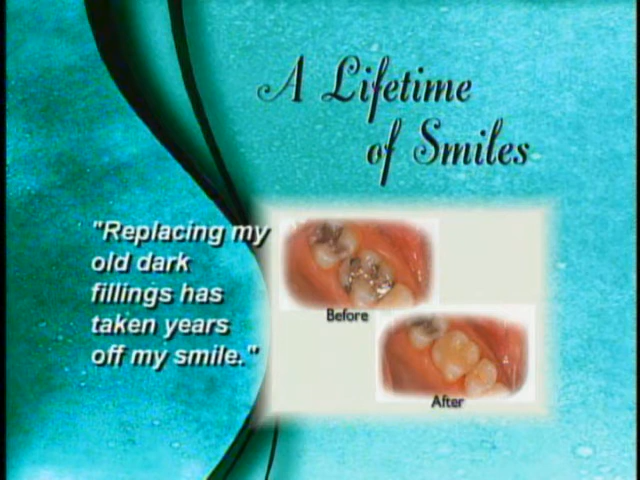 A Lifetime
of Smiles
"Replacing my
old dark
fillings has
taken years
off my smile."
Before
After